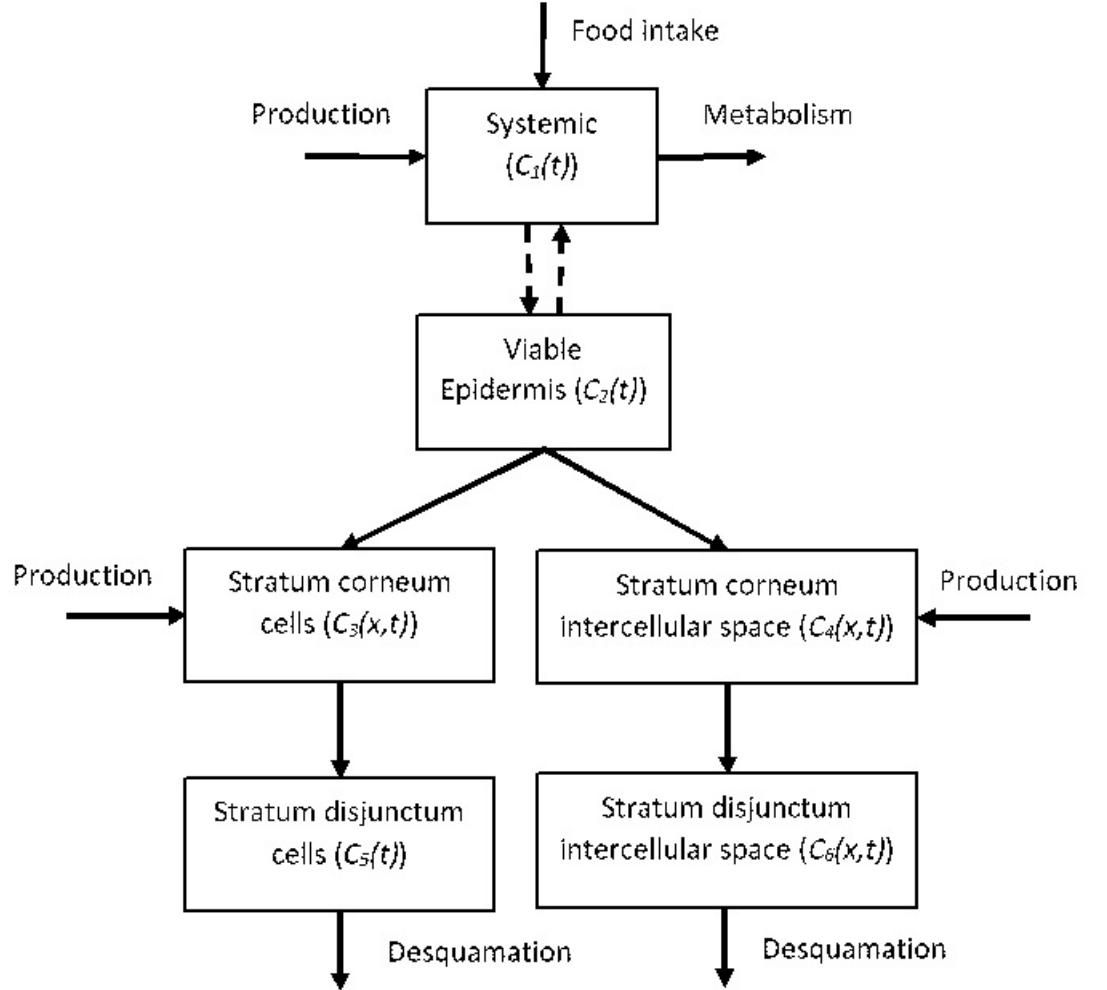 Food intake
Production
Metabolism
Systemic
(C₁(t))
Viable
Epidermis (C₂(t))
Production
Stratum corneum
cells (C₃(x,t))
Stratum corneum
intercellular space (C₄(x,t))
Production
Stratum disjunctum
cells (C₅(t))
Stratum disjunctum
intercellular space (C₆(x,t))
Desquamation
Desquamation